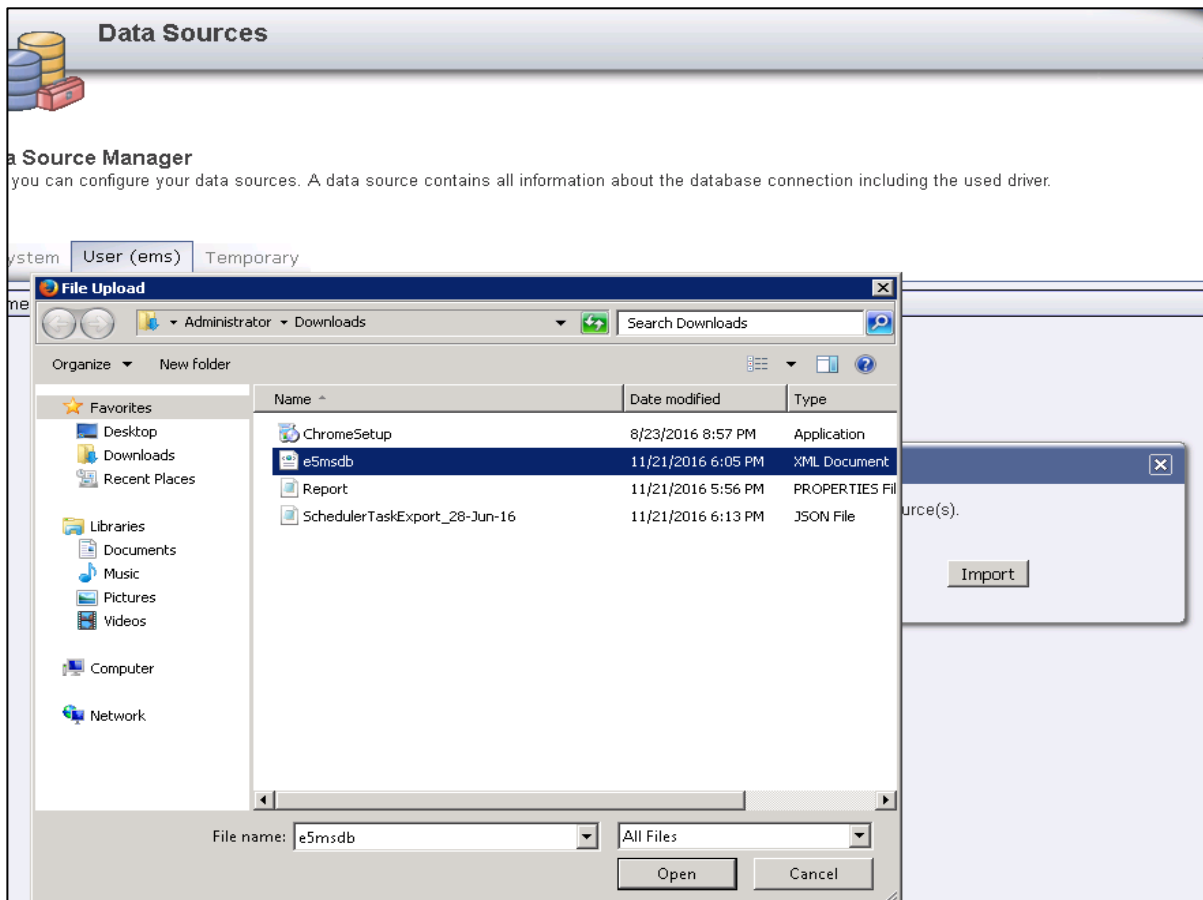 Data Sources
a Source Manager
you can configure your data sources. A data source contains all information about the database connection including the used driver.
ystem User (ems) Temporary
me
File Upload
Administrator Downloads Search Downloads
Organize New folder
Name Date modified Type
Favorites
Desktop
Downloads
Recent Places
Libraries
Documents
Music
Pictures
Videos
Computer
Network
ChromeSetup 8/23/2016 8:57 PM Application
e5msdb 11/21/2016 6:05 PM XML Document
Report 11/21/2016 5:56 PM PROPERTIES Fil
SchedulerTaskExport_28-Jun-16 11/21/2016 6:13 PM JSON File
urce(s).
Import
File name: e5msdb All Files
Open Cancel